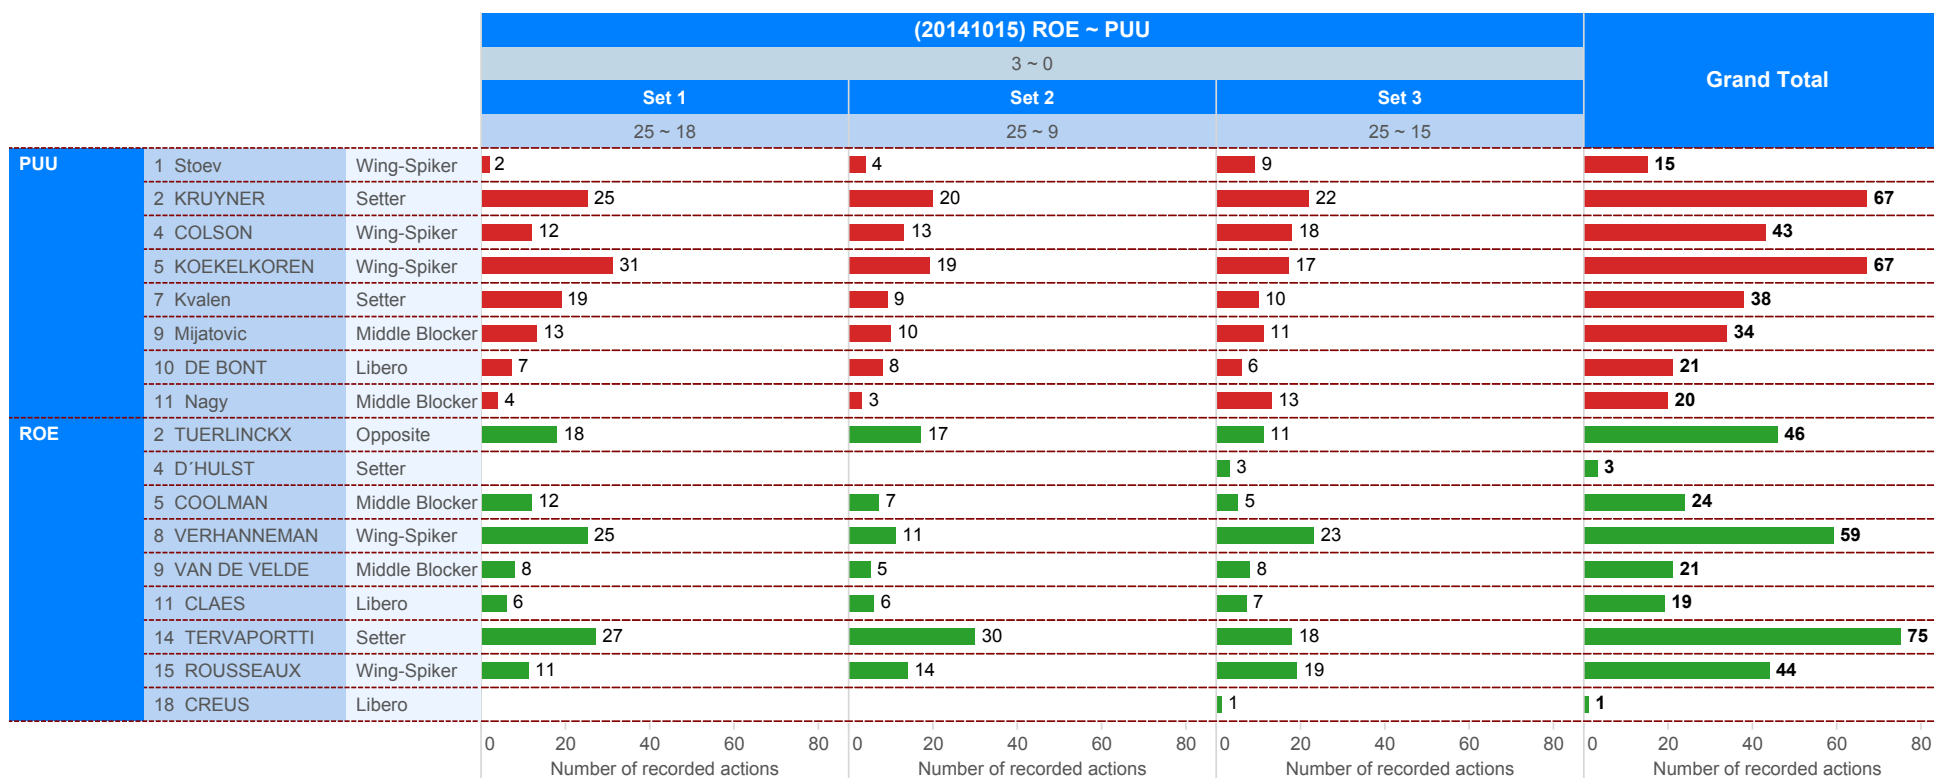 (20141015) ROE ~ PUU
3 ~ 0
Grand Total
Set 1 Set 2 Set 3
25 ~ 18 25 ~ 9 25 ~ 15
PUU 1 Stoev Wing-Spiker 2 4 9 15
2 KRUYNER Setter 25 20 22 67
4 COLSON Wing-Spiker 12 13 18 43
5 KOEKELKOREN Wing-Spiker 31 19 17 67
7 Kvalen Setter 19 9 10 38
9 Mijatovic Middle Blocker 13 10 11 34
10 DE BONT Libero 7 8 6 21
11 Nagy Middle Blocker 4 3 13 20
ROE 2 TUERLINCKX Opposite 18 17 11 46
4 D´HULST Setter 3 3
5 COOLMAN Middle Blocker 12 7 5 24
8 VERHANNEMAN Wing-Spiker 25 11 23 59
9 VAN DE VELDE Middle Blocker 8 5 8 21
11 CLAES Libero 6 6 7 19
14 TERVAPORTTI Setter 27 30 18 75
15 ROUSSEAUX Wing-Spiker 11 14 19 44
18 CREUS Libero 1 1
0 20 40 60 80 0 20 40 60 80 0 20 40 60 80 0 20 40 60 80
Number of recorded actions Number of recorded actions Number of recorded actions Number of recorded actions